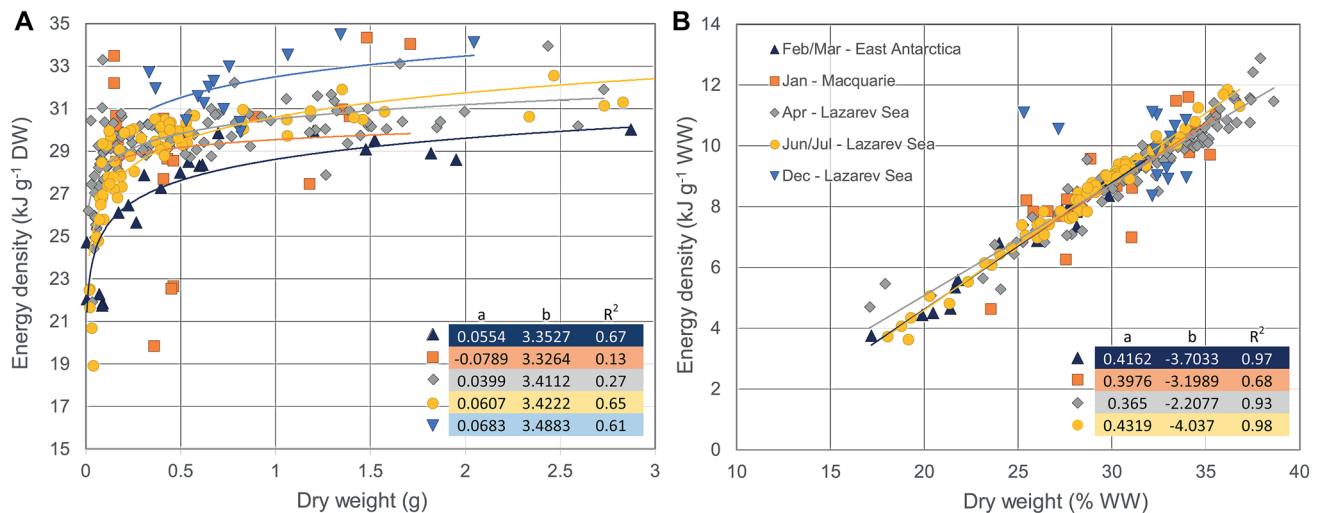 A
35
33
31
29
27
25
23
21
19
17
15
Energy density (kJ g-1 DW)
0 0.5 1 1.5 2 2.5 3
Dry weight (g)
a b R2
0.0554 3.3527 0.67
-0.0789 3.3264 0.13
0.0399 3.4112 0.27
0.0607 3.4222 0.65
0.0683 3.4883 0.61
B
14
12
10
8
6
4
2
0
Energy density (kJ g-1 WW)
10 15 20 25 30 35 40
Dry weight (% WW)
Feb/Mar - East Antarctica
Jan - Macquarie
Apr - Lazarev Sea
Jun/Jul - Lazarev Sea
Dec - Lazarev Sea
a b R2
0.4162 -3.7033 0.97
0.3976 -3.1989 0.68
0.365 -2.2077 0.93
0.4319 -4.037 0.98